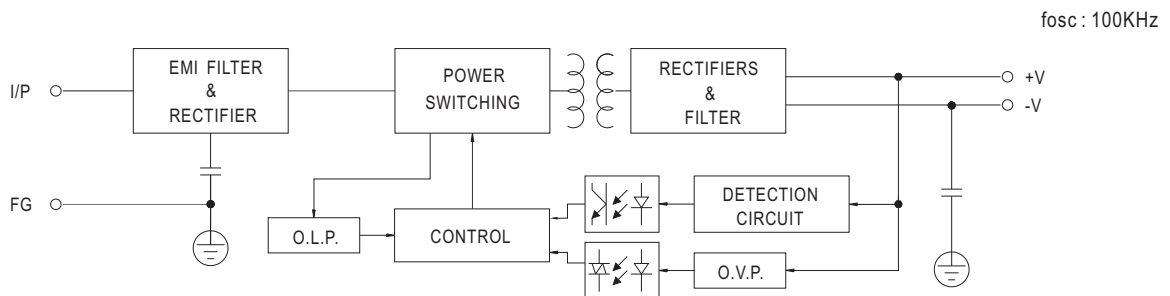 fosc : 100KHz
EMI FILTER
&
RECTIFIER
POWER
SWITCHING
RECTIFIERS
&
FILTER
I/P
+V
-V
FG
O.L.P.
CONTROL
DETECTION
CIRCUIT
O.V.P.